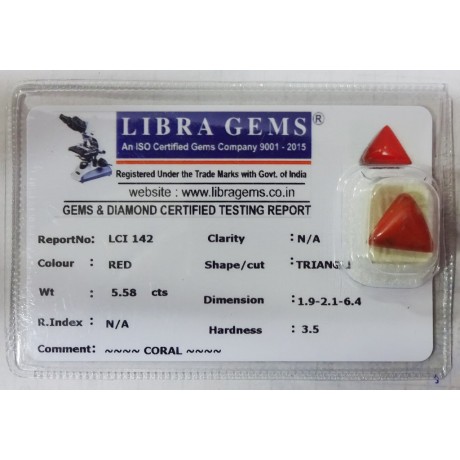 LIBRA GEMS ®
An ISO Certified Gems Company 9001 - 2015
Registered Under the Trade Marks with Govt. of India
website : www.libragems.co.in
GEMS & DIAMOND CERTIFIED TESTING REPORT
ReportNo: LCI 142 Clarity : N/A
Colour : RED Shape/cut : TRIANG
Wt : 5.58 cts Dimension : 1.9-2.1-6.4
R.Index : N/A Hardness : 3.5
Comment: ~~~~ CORAL ~~~~